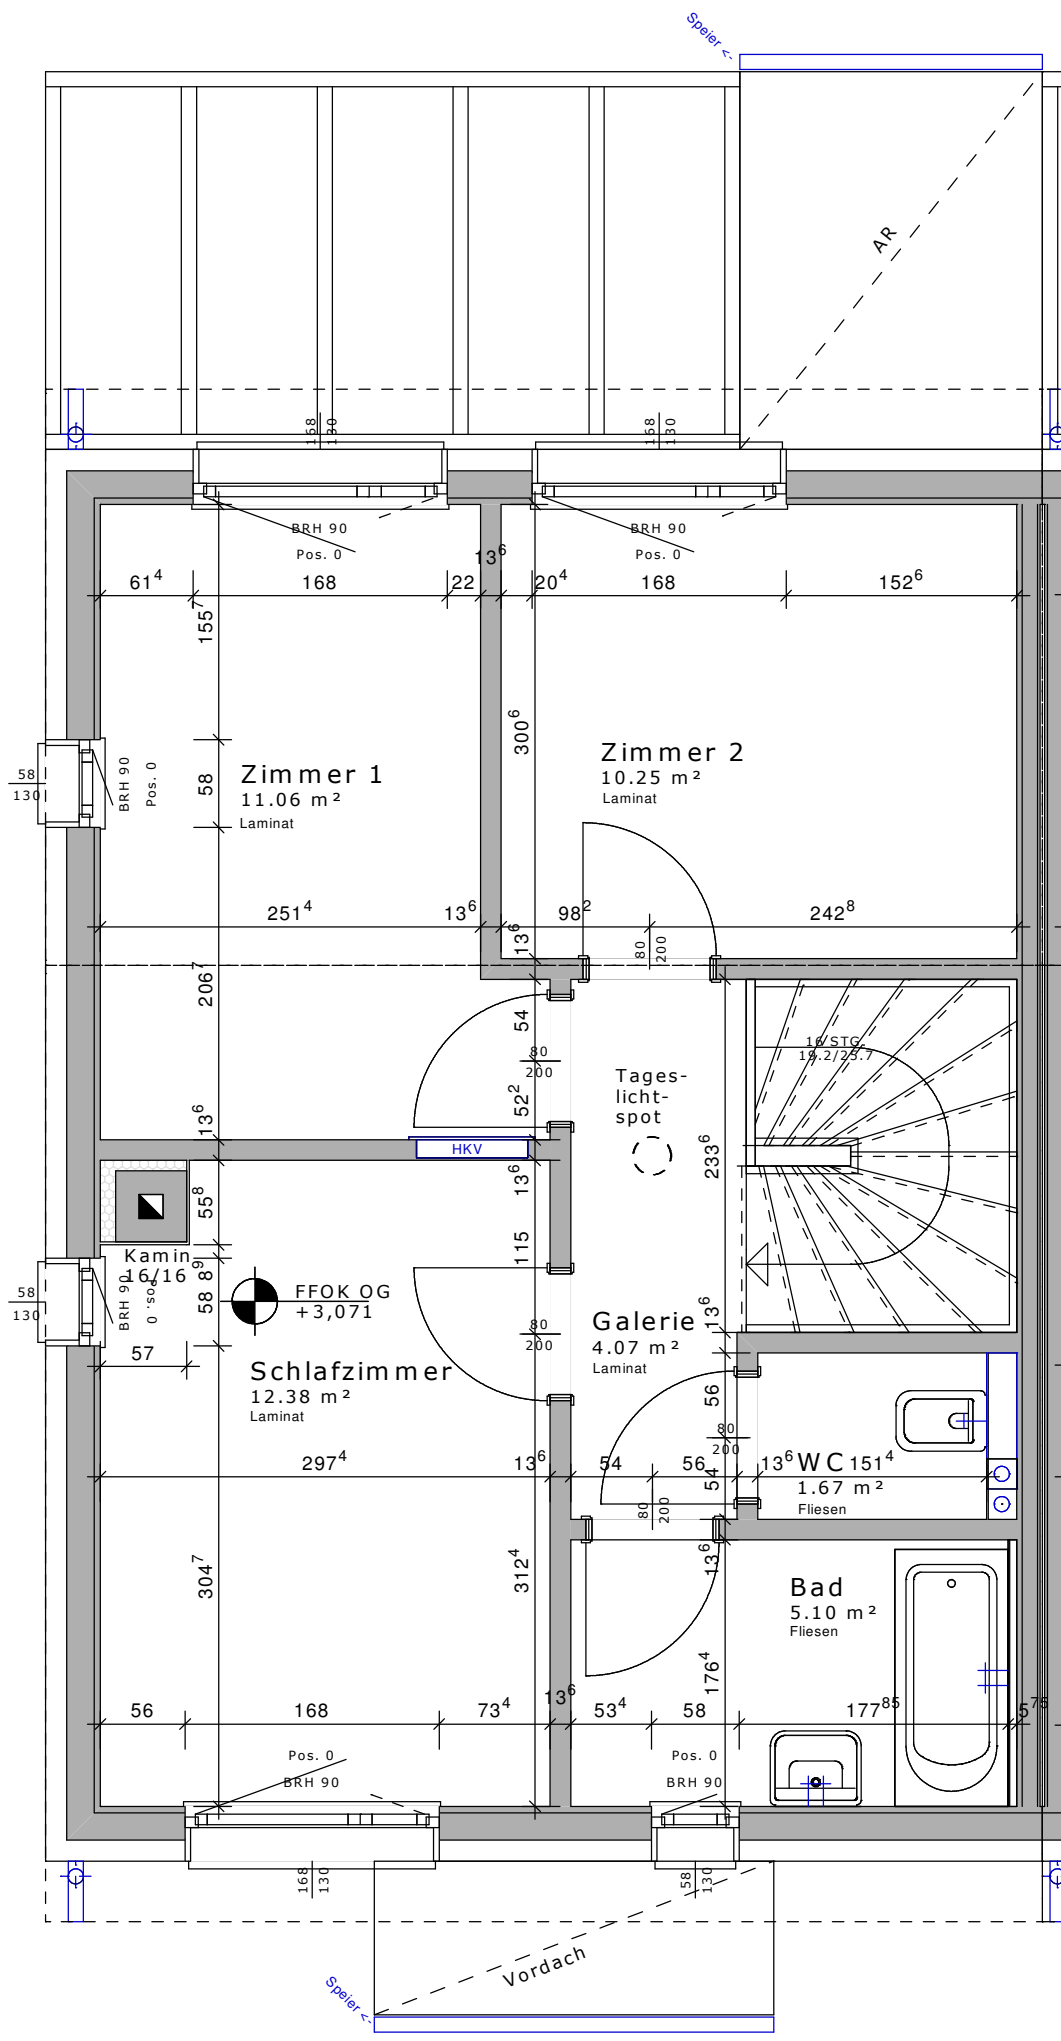 Speier <-
AR
168
130
168
130
BRH 90
Pos. 0
BRH 90
Pos. 0
13⁶
61⁴
168
22
20⁴
168
152⁶
155⁷
300⁶
58
130
BRH 90
Pos. 0
58
Zimmer 1
11.06 m²
Laminat
Zimmer 2
10.25 m²
Laminat
251⁴
13⁶
98²
242⁸
13⁶
80
200
206⁷
54
80
200
52²
16 STG.
19.2/25.7
Tages-
licht-
spot
233⁶
13⁶
HKV
13⁶
55⁸
115
Kamin
16/16
8⁹
58
58
130
BRH 90
Pos. 0
FFOK OG
+3,071
57
80
200
13⁶
Galerie
4.07 m²
Laminat
Schlafzimmer
12.38 m²
Laminat
56
80
200
54
297⁴
13⁶
54
56
13⁶
151⁴
WC
1.67 m²
Fliesen
80
200
304⁷
312⁴
13⁶
Bad
5.10 m²
Fliesen
176⁴
56
168
73⁴
13⁶
53⁴
58
177⁸⁵
5⁷⁵
Pos. 0
BRH 90
Pos. 0
BRH 90
168
130
58
130
Vordach
Speier <-